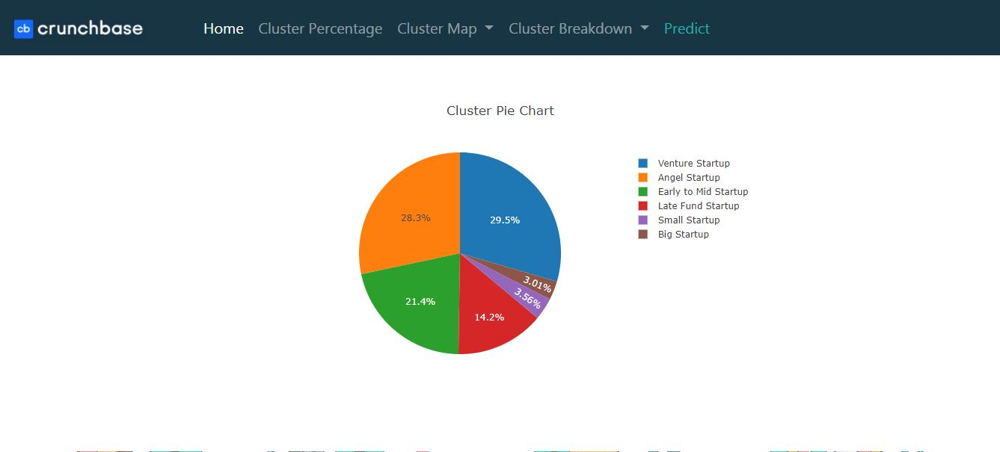 cb crunchbase Home Cluster Percentage Cluster Map Cluster Breakdown Predict
Cluster Pie Chart
Venture Startup
Angel Startup
Early to Mid Startup
Late Fund Startup
Small Startup
Big Startup
28.3%
29.5%
3.01%
3.56%
21.4%
14.2%